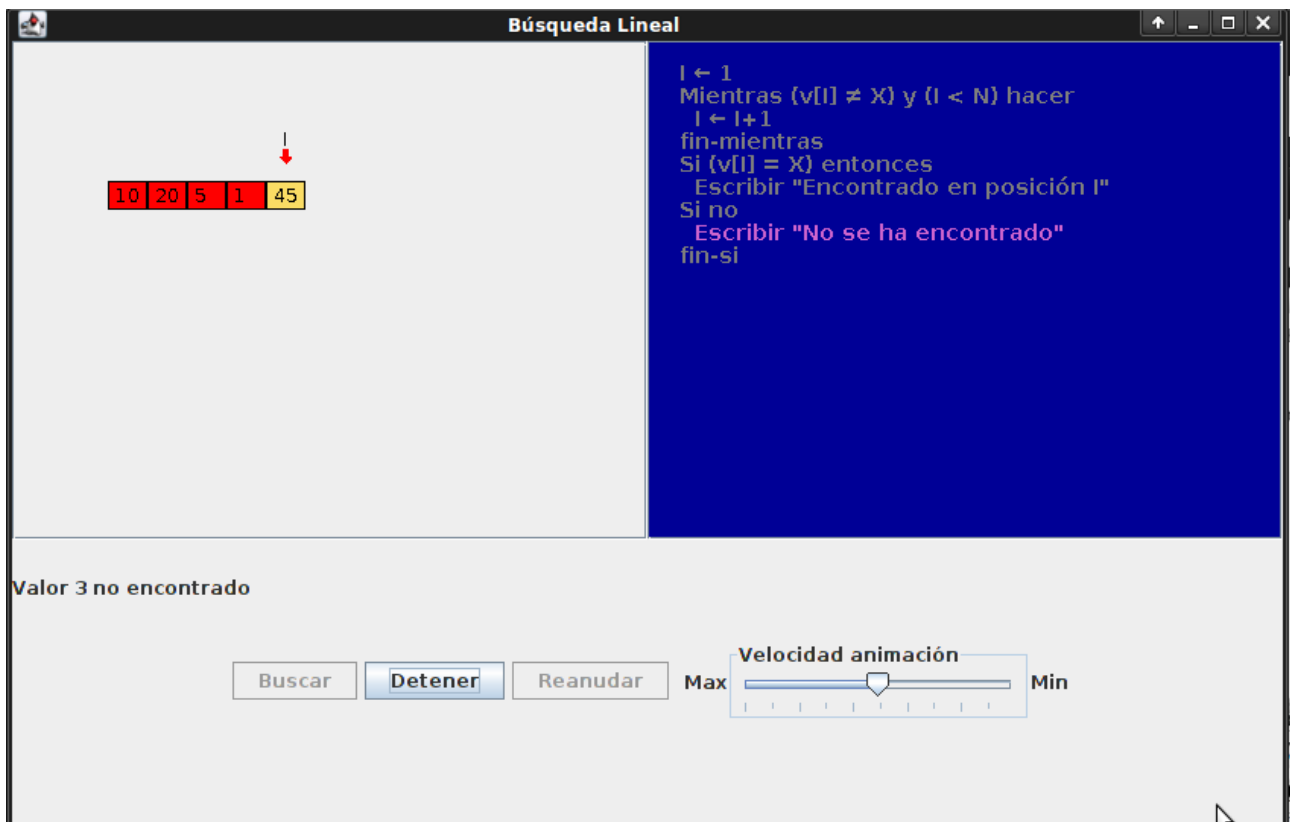 Búsqueda Lineal
I
10 20 5 1 45
I ← 1
Mientras (v[I] ≠ X) y (I < N) hacer
I ← I+1
fin-mientras
Si (v[I] = X) entonces
Escribir "Encontrado en posición I"
Si no
Escribir "No se ha encontrado"
fin-si
Valor 3 no encontrado
Velocidad animación
Buscar Detener Reanudar Max Min